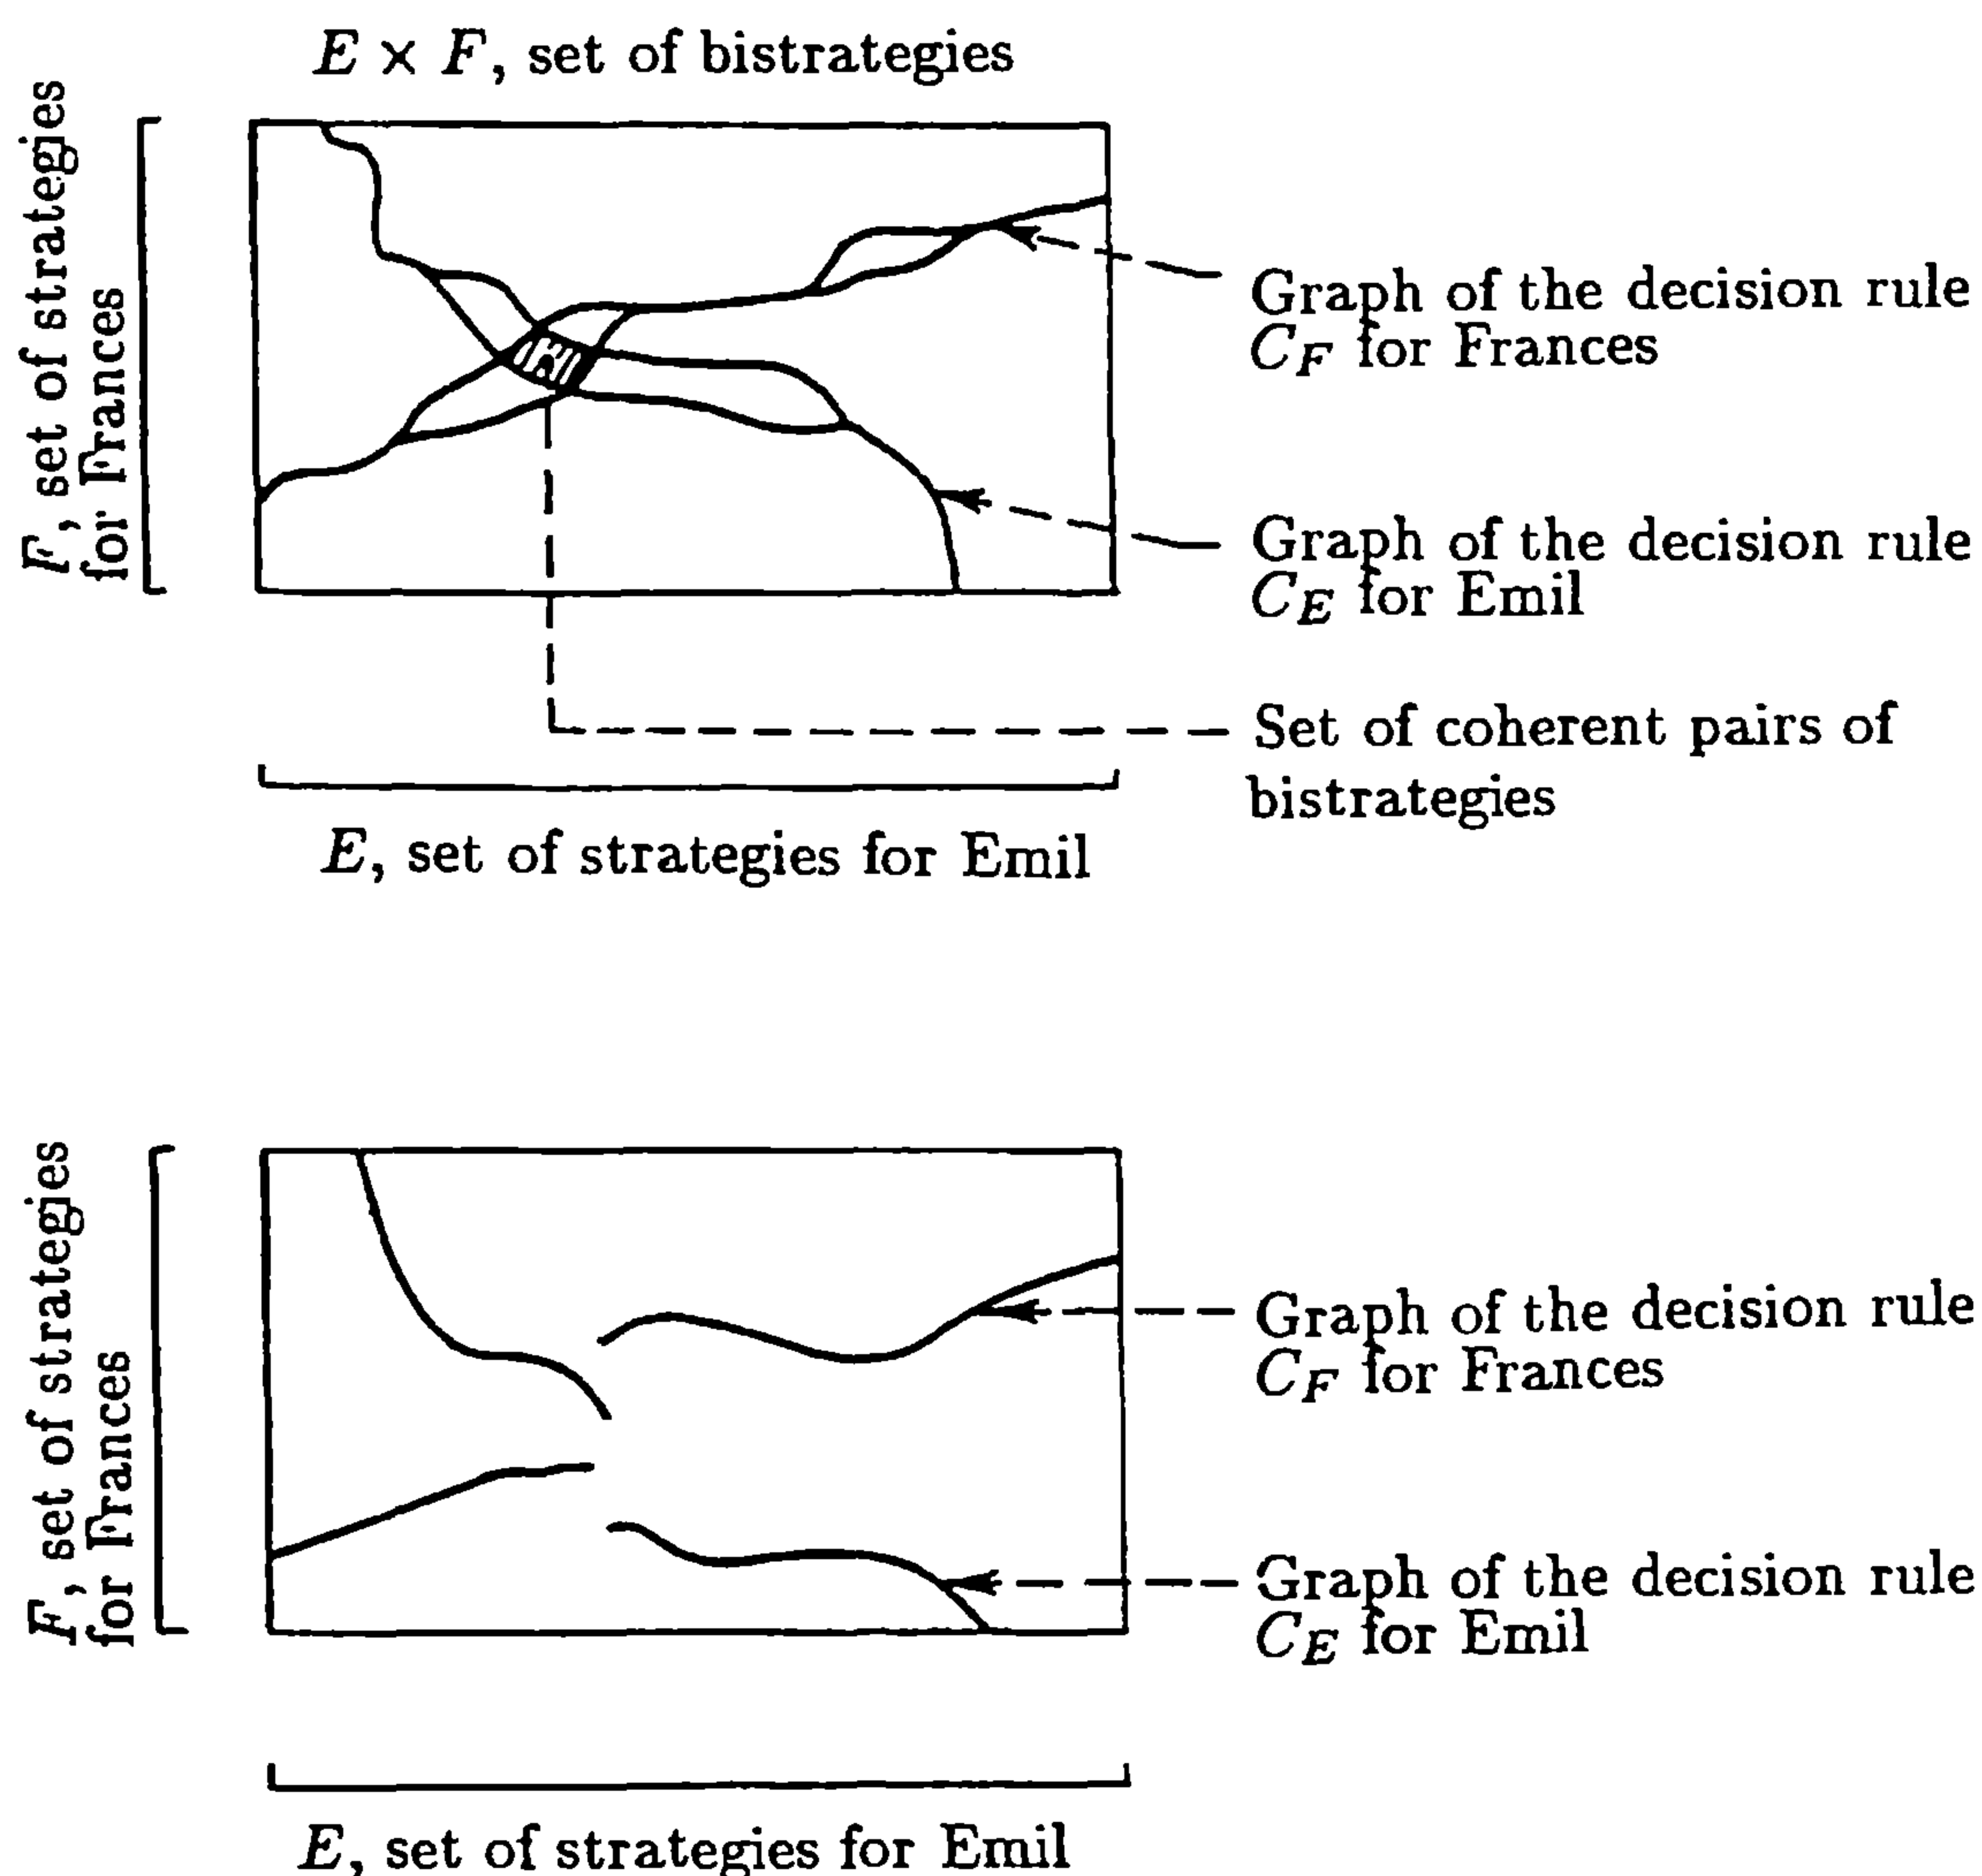 E × F, set of bistrategies
F, set of strategies
for Frances
Graph of the decision rule
C_F for Frances
Graph of the decision rule
C_E for Emil
Set of coherent pairs of
bistrategies
E, set of strategies for Emil
F, set of strategies
for Frances
Graph of the decision rule
C_F for Frances
Graph of the decision rule
C_E for Emil
E, set of strategies for Emil